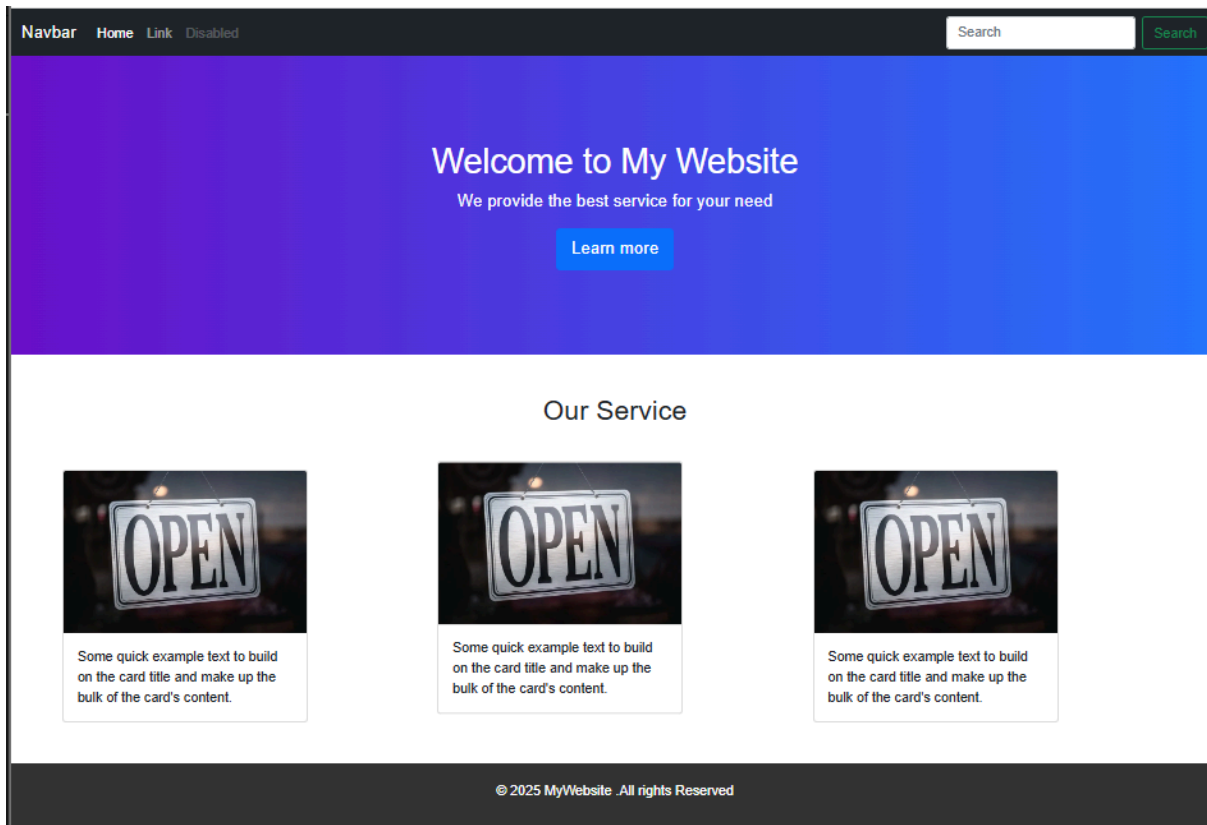 Navbar Home Link Disabled Search Search
Welcome to My Website
We provide the best service for your need
Learn more
Our Service
OPEN
Some quick example text to build
on the card title and make up the
bulk of the card's content.
OPEN
Some quick example text to build
on the card title and make up the
bulk of the card's content.
OPEN
Some quick example text to build
on the card title and make up the
bulk of the card's content.
© 2025 MyWebsite .All rights Reserved